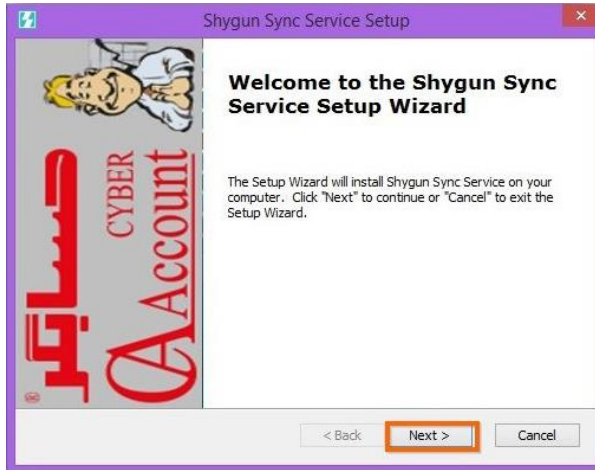 Shygun Sync Service Setup
Welcome to the Shygun Sync
Service Setup Wizard
The Setup Wizard will install Shygun Sync Service on your
computer. Click "Next" to continue or "Cancel" to exit the
Setup Wizard.
CYBER
Account
< Back
Next >
Cancel